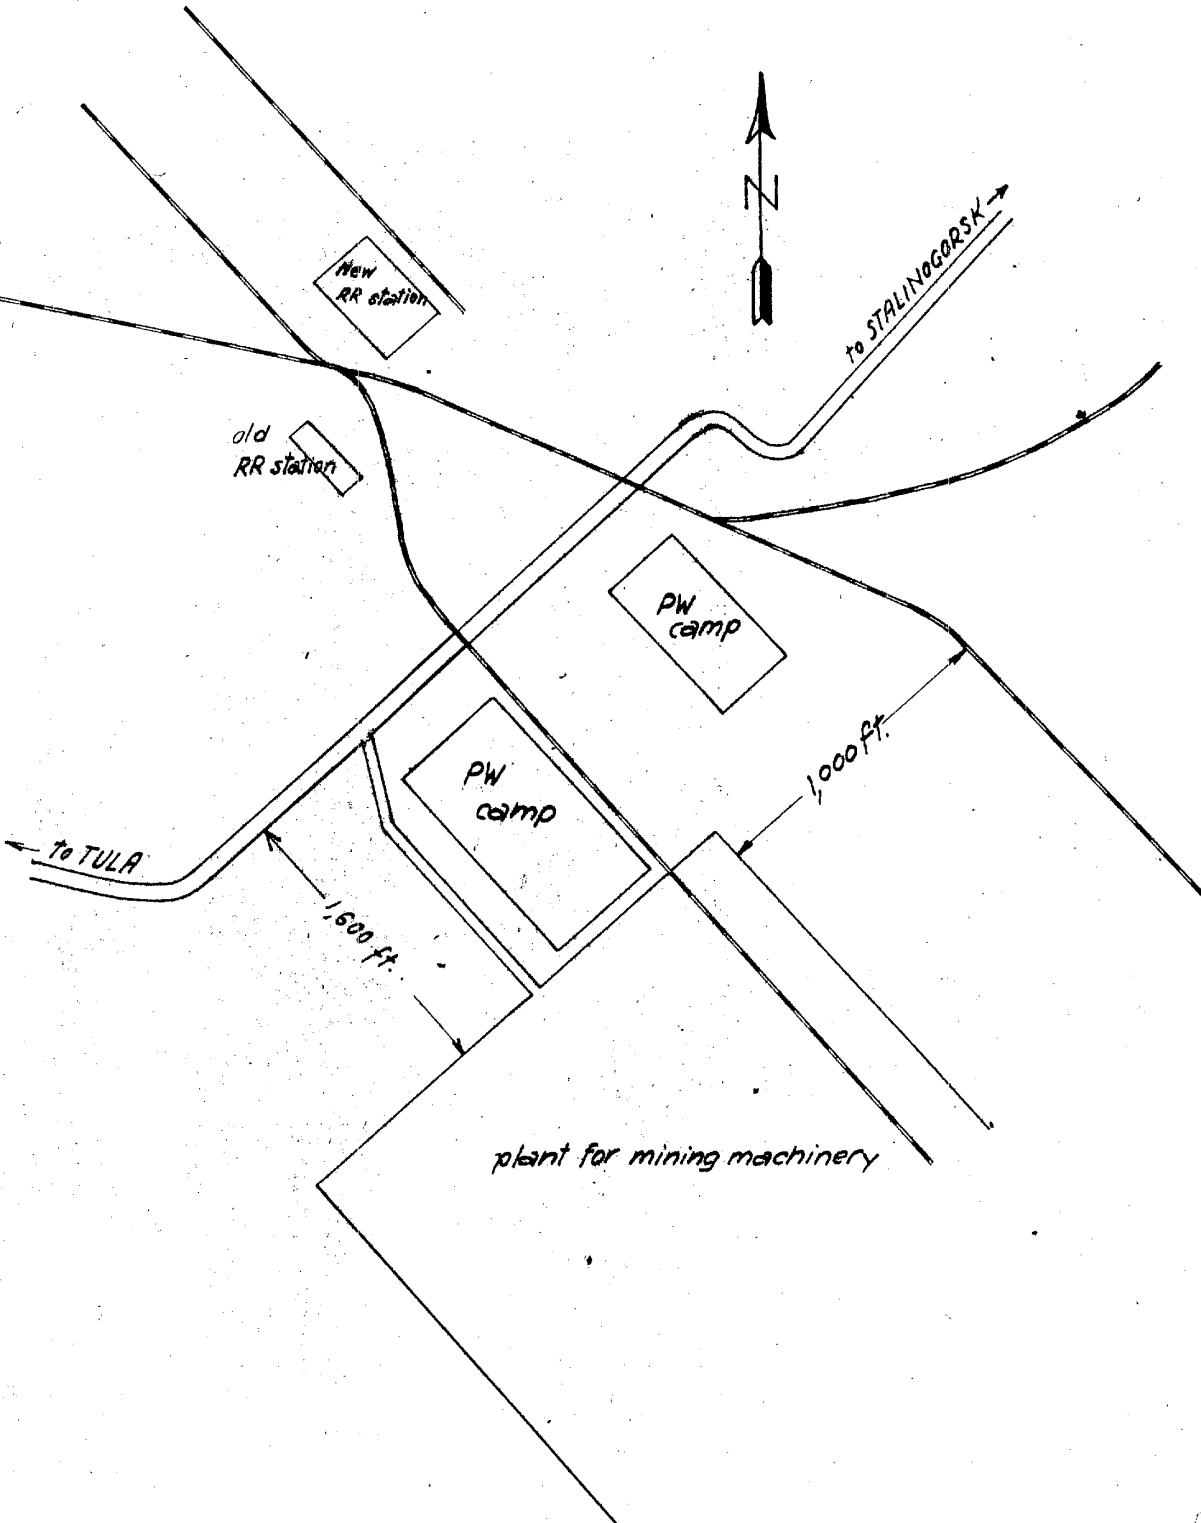 N
to STALINOGORSK
New
RR station
old
RR station
PW
camp
1,000 ft.
PW
camp
to TULA
1,600 ft.
plant for mining machinery